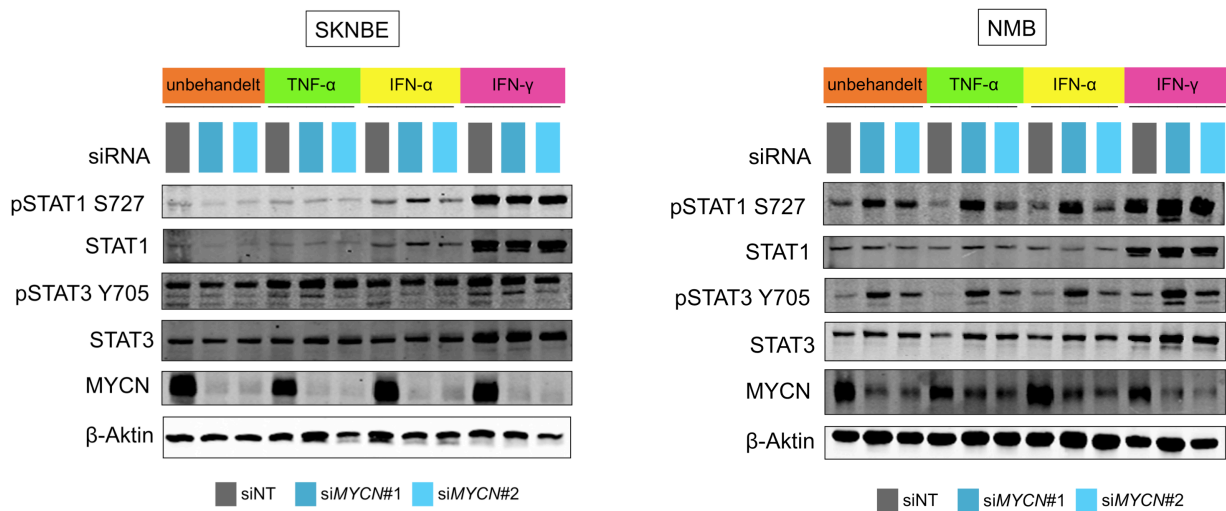 SKNBE
unbehandelt TNF-α IFN-α IFN-γ
siRNA
pSTAT1 S727
STAT1
pSTAT3 Y705
STAT3
MYCN
β-Aktin
siNT siMYCN#1 siMYCN#2
NMB
unbehandelt TNF-α IFN-α IFN-γ
siRNA
pSTAT1 S727
STAT1
pSTAT3 Y705
STAT3
MYCN
β-Aktin
siNT siMYCN#1 siMYCN#2